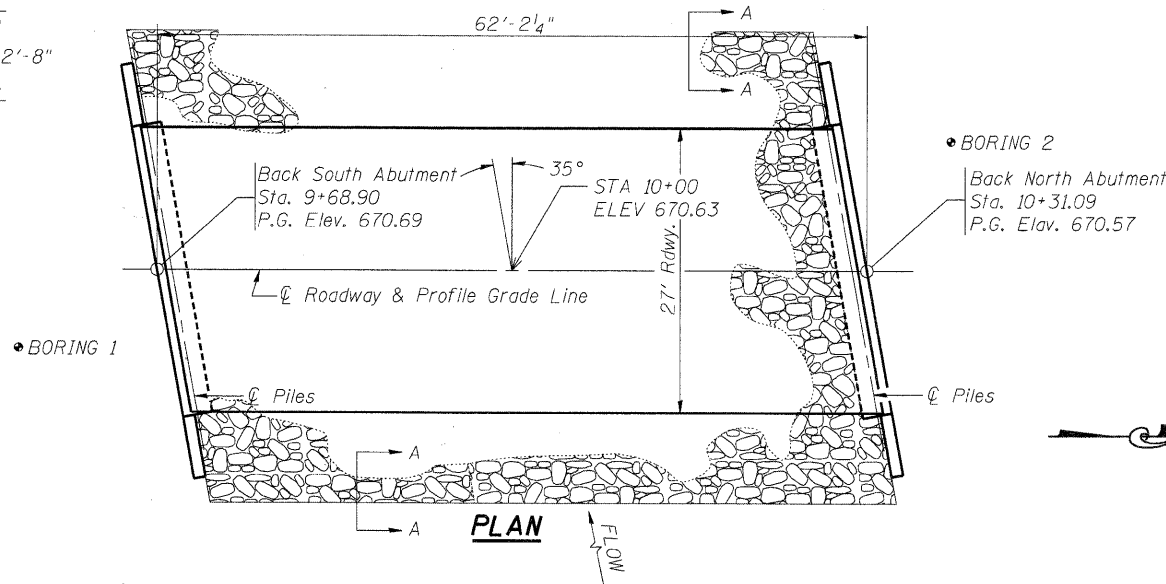 62'-2¼"
A
A
2'-8"
BORING 2
Back South Abutment
Sta. 9+68.90
P.G. Elev. 670.69
35°
STA 10+00
ELEV 670.63
Back North Abutment
Sta. 10+31.09
P.G. Elav. 670.57
27' Rdwy.
℄ Roadway & Profile Grade Line
BORING 1
℄ Piles
℄ Piles
A
A
PLAN
FLOW